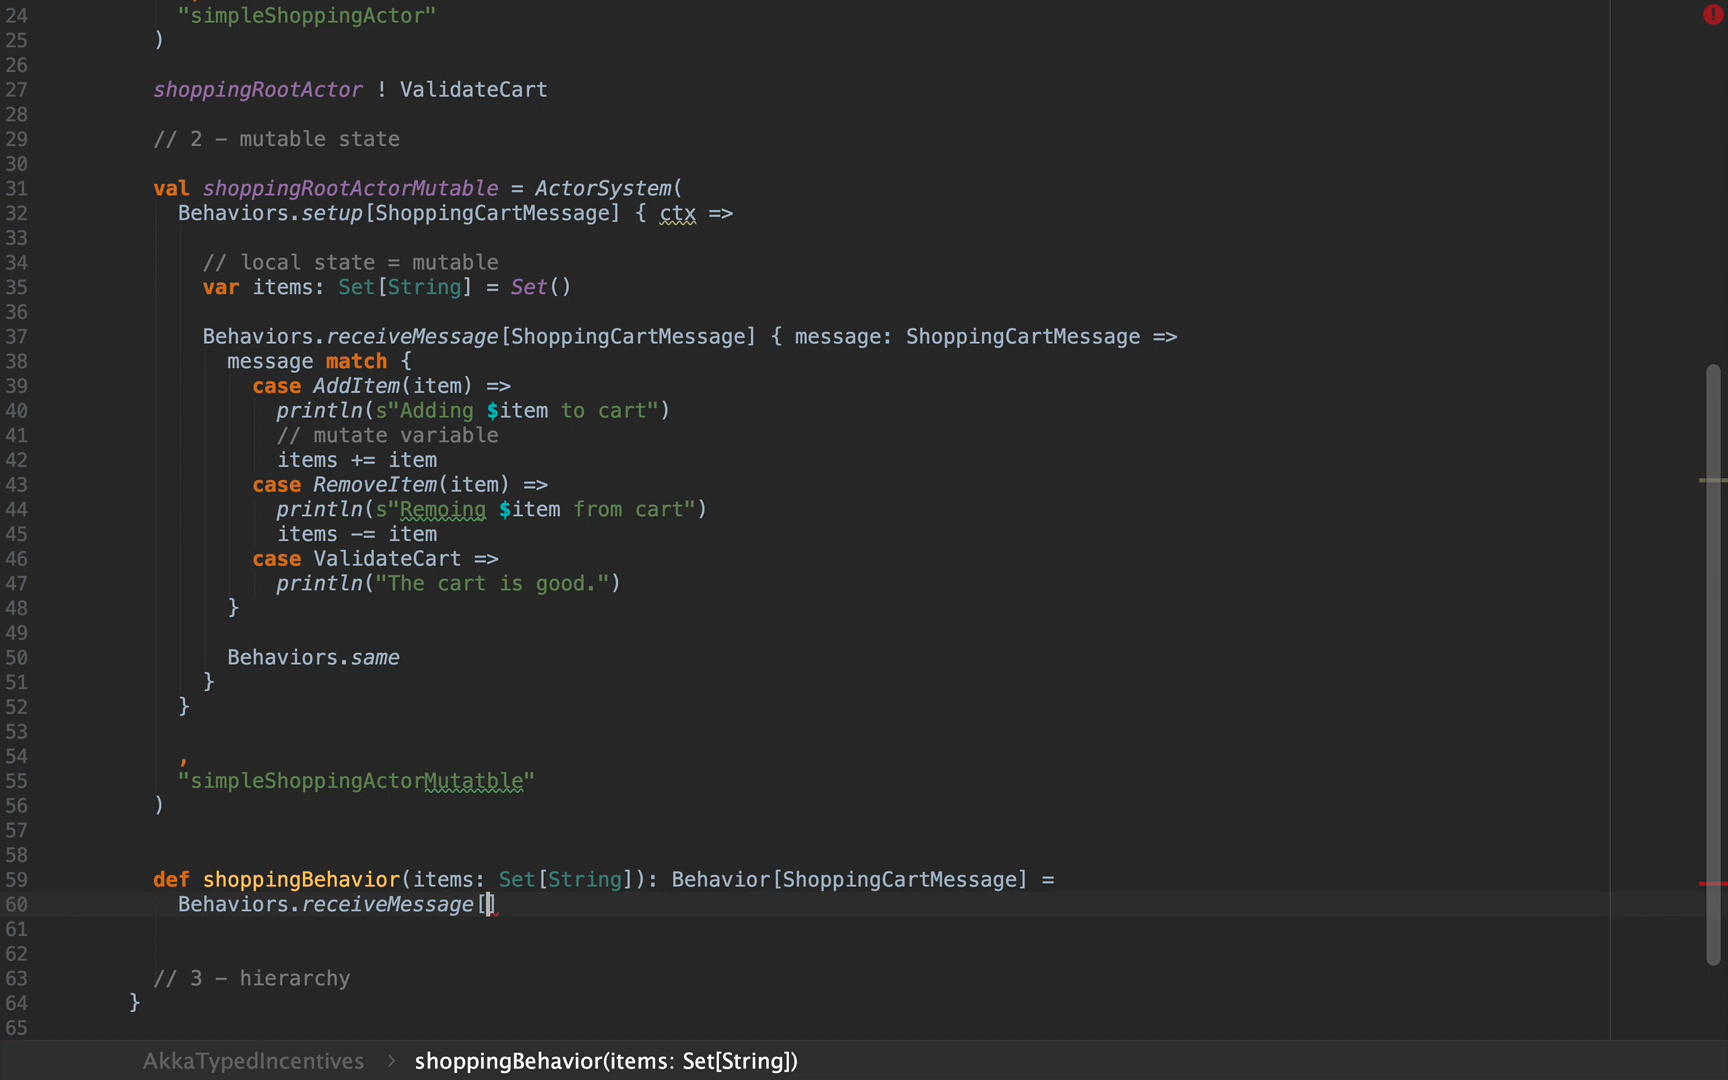 24 "simpleShoppingActor"
25 )
26
27 shoppingRootActor ! ValidateCart
28
29 // 2 - mutable state
30
31 val shoppingRootActorMutable = ActorSystem(
32 Behaviors.setup[ShoppingCartMessage] { ctx =>
33
34 // local state = mutable
35 var items: Set[String] = Set()
36
37 Behaviors.receiveMessage[ShoppingCartMessage] { message: ShoppingCartMessage =>
38 message match {
39 case AddItem(item) =>
40 println(s"Adding $item to cart")
41 // mutate variable
42 items += item
43 case RemoveItem(item) =>
44 println(s"Remoing $item from cart")
45 items -= item
46 case ValidateCart =>
47 println("The cart is good.")
48 }
49
50 Behaviors.same
51 }
52 }
53
54 ,
55 "simpleShoppingActorMutatble"
56 )
57
58
59 def shoppingBehavior(items: Set[String]): Behavior[ShoppingCartMessage] =
60 Behaviors.receiveMessage[]
61
62
63 // 3 - hierarchy
64 }
65
AkkaTypedIncentives > shoppingBehavior(items: Set[String])